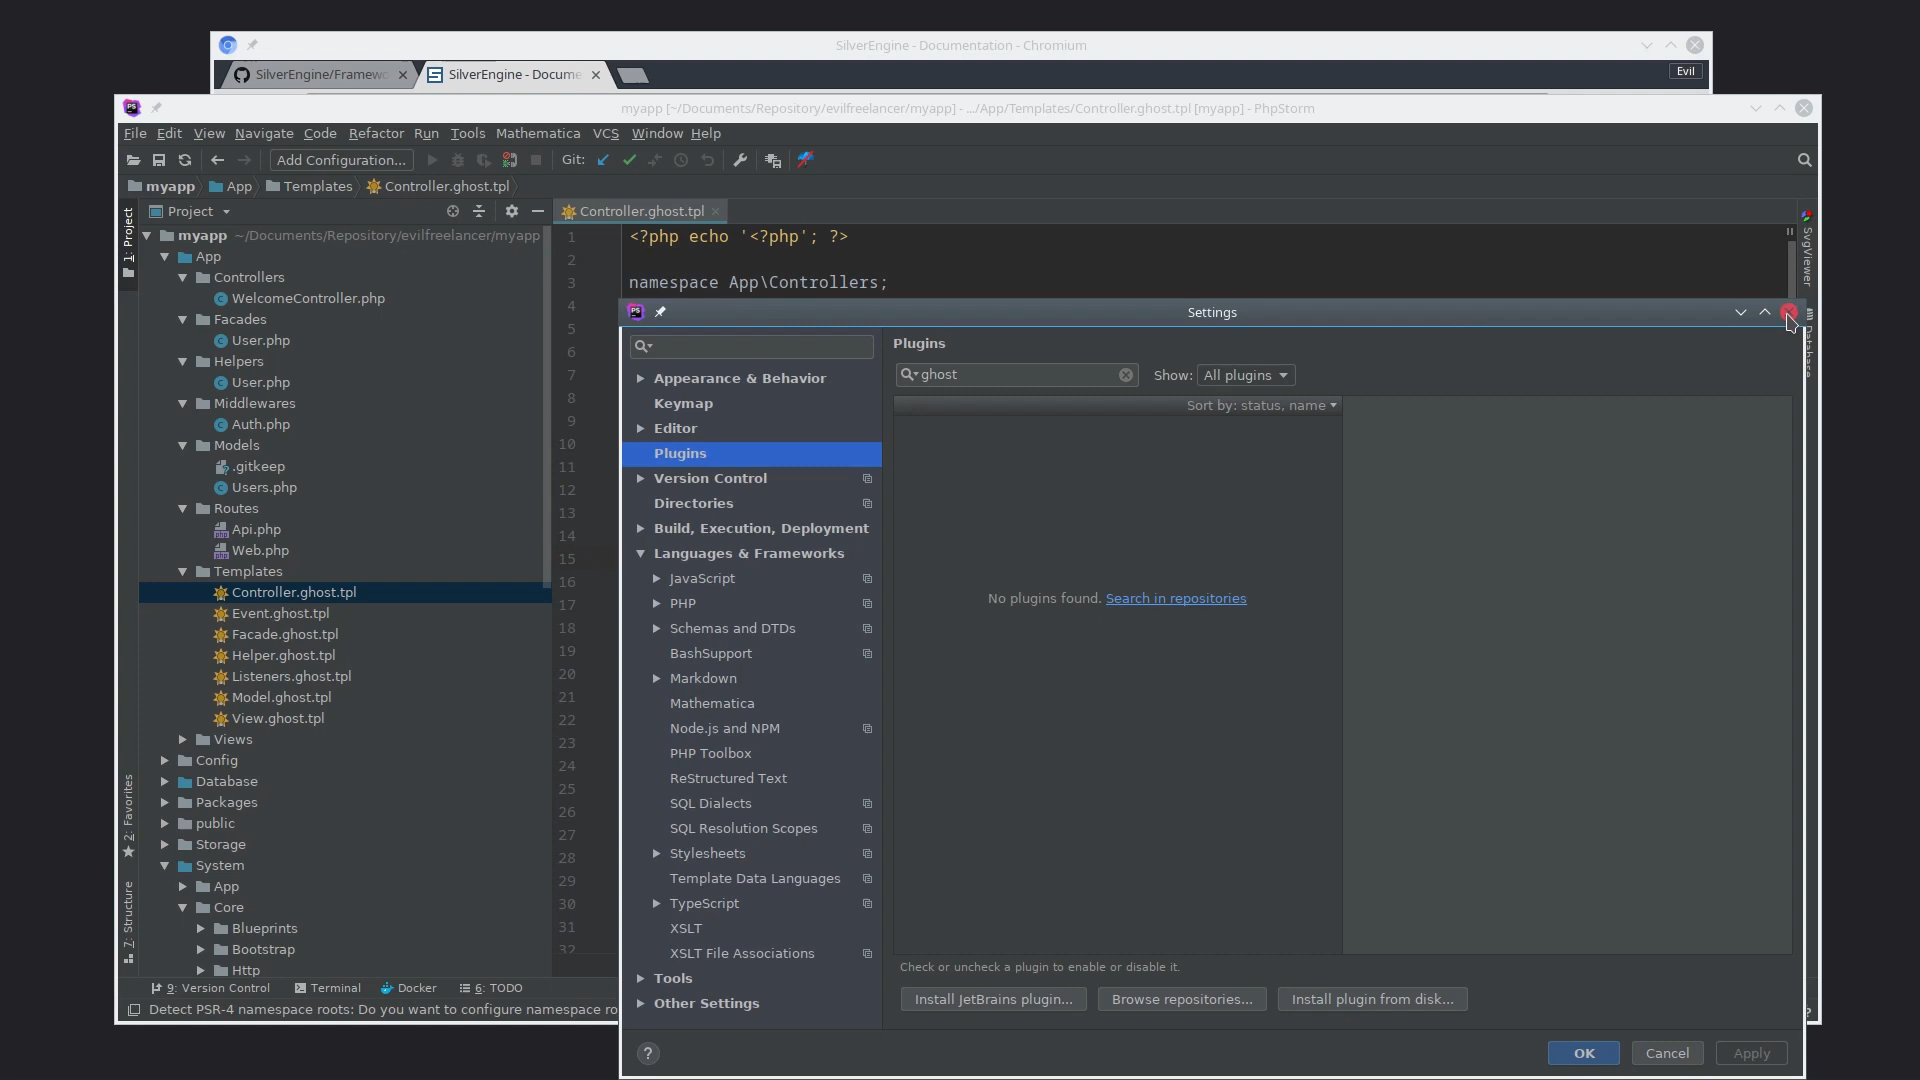 SilverEngine - Documentation - Chromium
SilverEngine/Framewo
SilverEngine - Docume
Evil
myapp [~/Documents/Repository/evilfreelancer/myapp] - .../App/Templates/Controller.ghost.tpl [myapp] - PhpStorm
File Edit View Navigate Code Refactor Run Tools Mathematica VCS Window Help
Add Configuration...
Git:
myapp App Templates Controller.ghost.tpl
1: Project
Project
Controller.ghost.tpl
myapp ~/Documents/Repository/evilfreelancer/myapp
App
Controllers
WelcomeController.php
Facades
User.php
Helpers
User.php
Middlewares
Auth.php
Models
.gitkeep
Users.php
Routes
Api.php
Web.php
Templates
Controller.ghost.tpl
Event.ghost.tpl
Facade.ghost.tpl
Helper.ghost.tpl
Listeners.ghost.tpl
Model.ghost.tpl
View.ghost.tpl
Views
Config
Database
Packages
public
Storage
System
App
Core
Blueprints
Bootstrap
Http
2: Favorites
7: Structure
1 <?php echo '<?php'; ?>
2
3 namespace App\Controllers;
4
5
6
7
8
9
10
11
12
13
14
15
16
17
18
19
20
21
22
23
24
25
26
27
28
29
30
31
32
SvgViewer
Database
9: Version Control
Terminal
Docker
6: TODO
Detect PSR-4 namespace roots: Do you want to configure namespace ro
PS
Settings
Appearance & Behavior
Keymap
Editor
Plugins
Version Control
Directories
Build, Execution, Deployment
Languages & Frameworks
JavaScript
PHP
Schemas and DTDs
BashSupport
Markdown
Mathematica
Node.js and NPM
PHP Toolbox
ReStructured Text
SQL Dialects
SQL Resolution Scopes
Stylesheets
Template Data Languages
TypeScript
XSLT
XSLT File Associations
Tools
Other Settings
Plugins
ghost
Show: All plugins
Sort by: status, name
No plugins found. Search in repositories
Check or uncheck a plugin to enable or disable it.
Install JetBrains plugin...
Browse repositories...
Install plugin from disk...
?
OK
Cancel
Apply